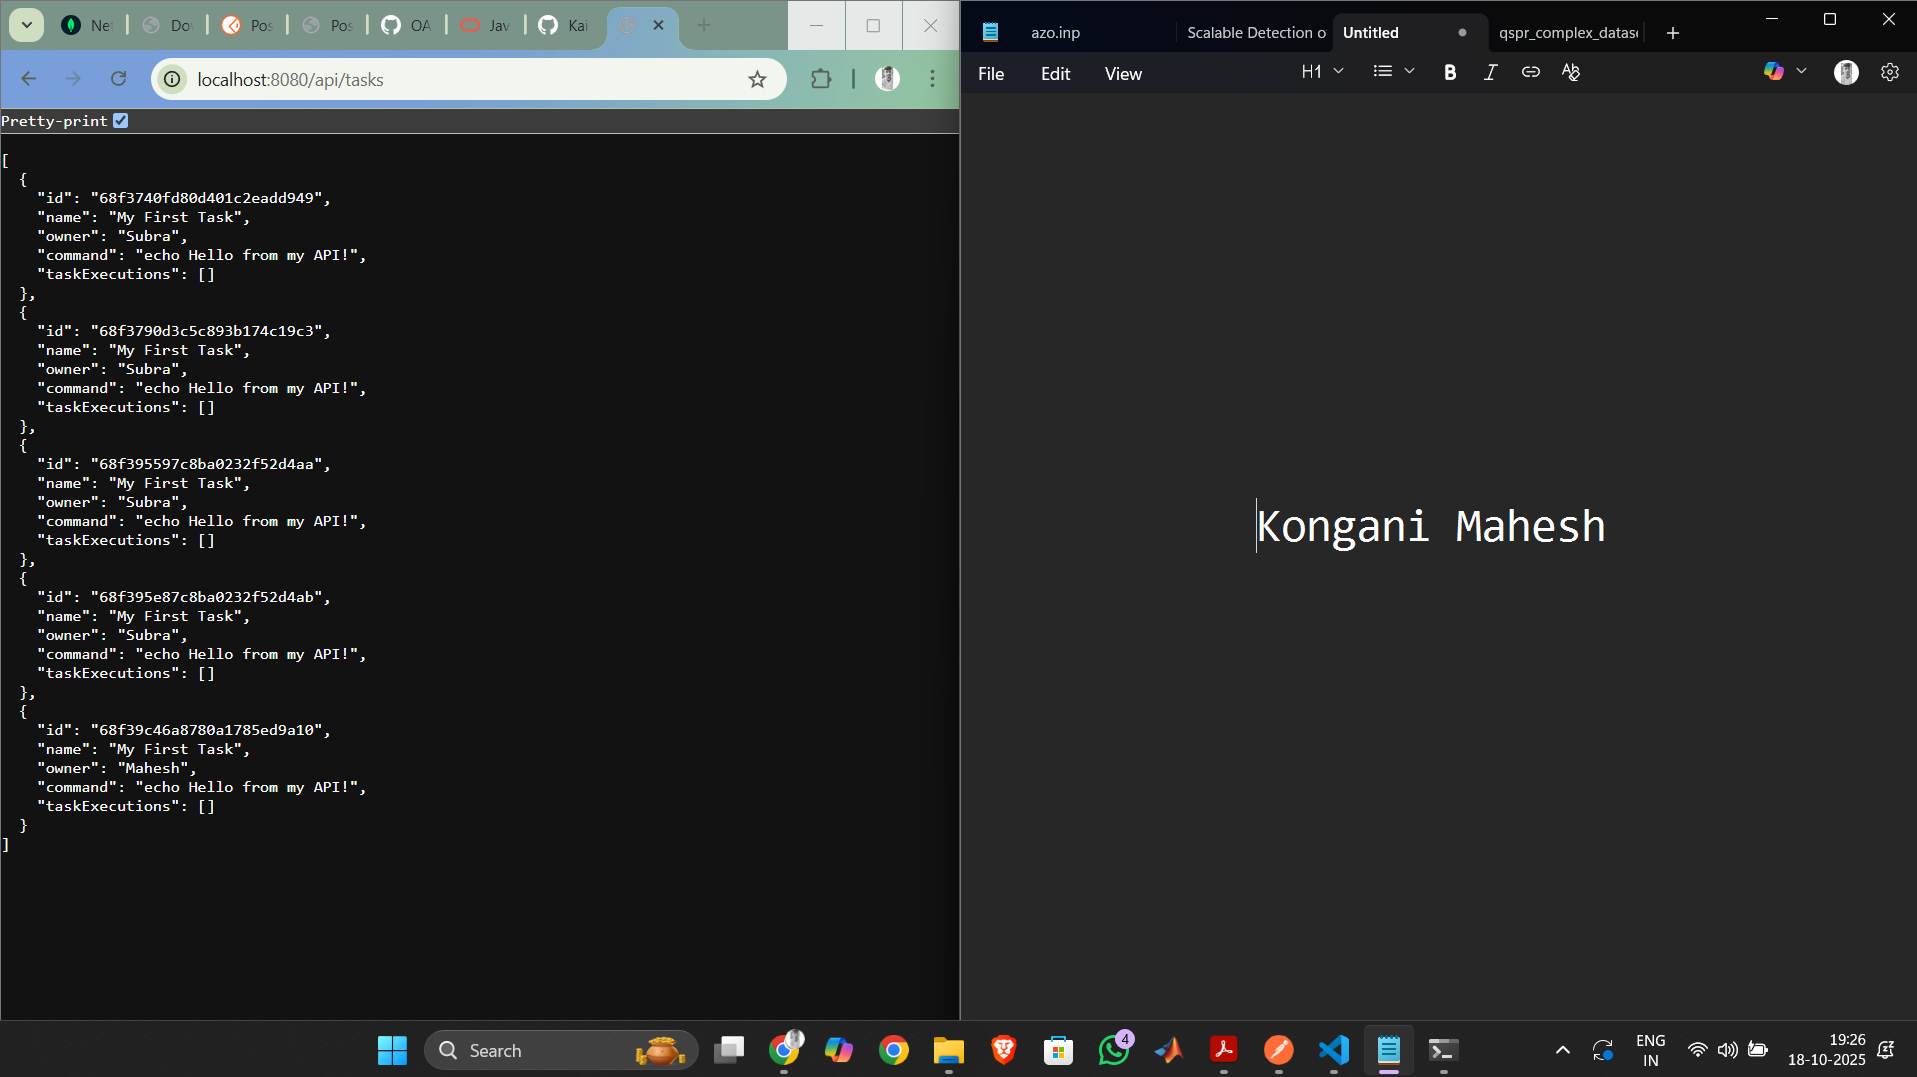 Net
Do
Pos
Pos
OA
Jav
Kai
localhost:8080/api/tasks
Pretty-print
[
  {
    "id": "68f3740fd80d401c2eadd949",
    "name": "My First Task",
    "owner": "Subra",
    "command": "echo Hello from my API!",
    "taskExecutions": []
  },
  {
    "id": "68f3790d3c5c893b174c19c3",
    "name": "My First Task",
    "owner": "Subra",
    "command": "echo Hello from my API!",
    "taskExecutions": []
  },
  {
    "id": "68f395597c8ba0232f52d4aa",
    "name": "My First Task",
    "owner": "Subra",
    "command": "echo Hello from my API!",
    "taskExecutions": []
  },
  {
    "id": "68f395e87c8ba0232f52d4ab",
    "name": "My First Task",
    "owner": "Subra",
    "command": "echo Hello from my API!",
    "taskExecutions": []
  },
  {
    "id": "68f39c46a8780a1785ed9a10",
    "name": "My First Task",
    "owner": "Mahesh",
    "command": "echo Hello from my API!",
    "taskExecutions": []
  }
]
azo.inp
Scalable Detection o
Untitled
qspr_complex_datas
File Edit View H1 B I
Kongani Mahesh
Search
4
ENG
IN
19:26
18-10-2025